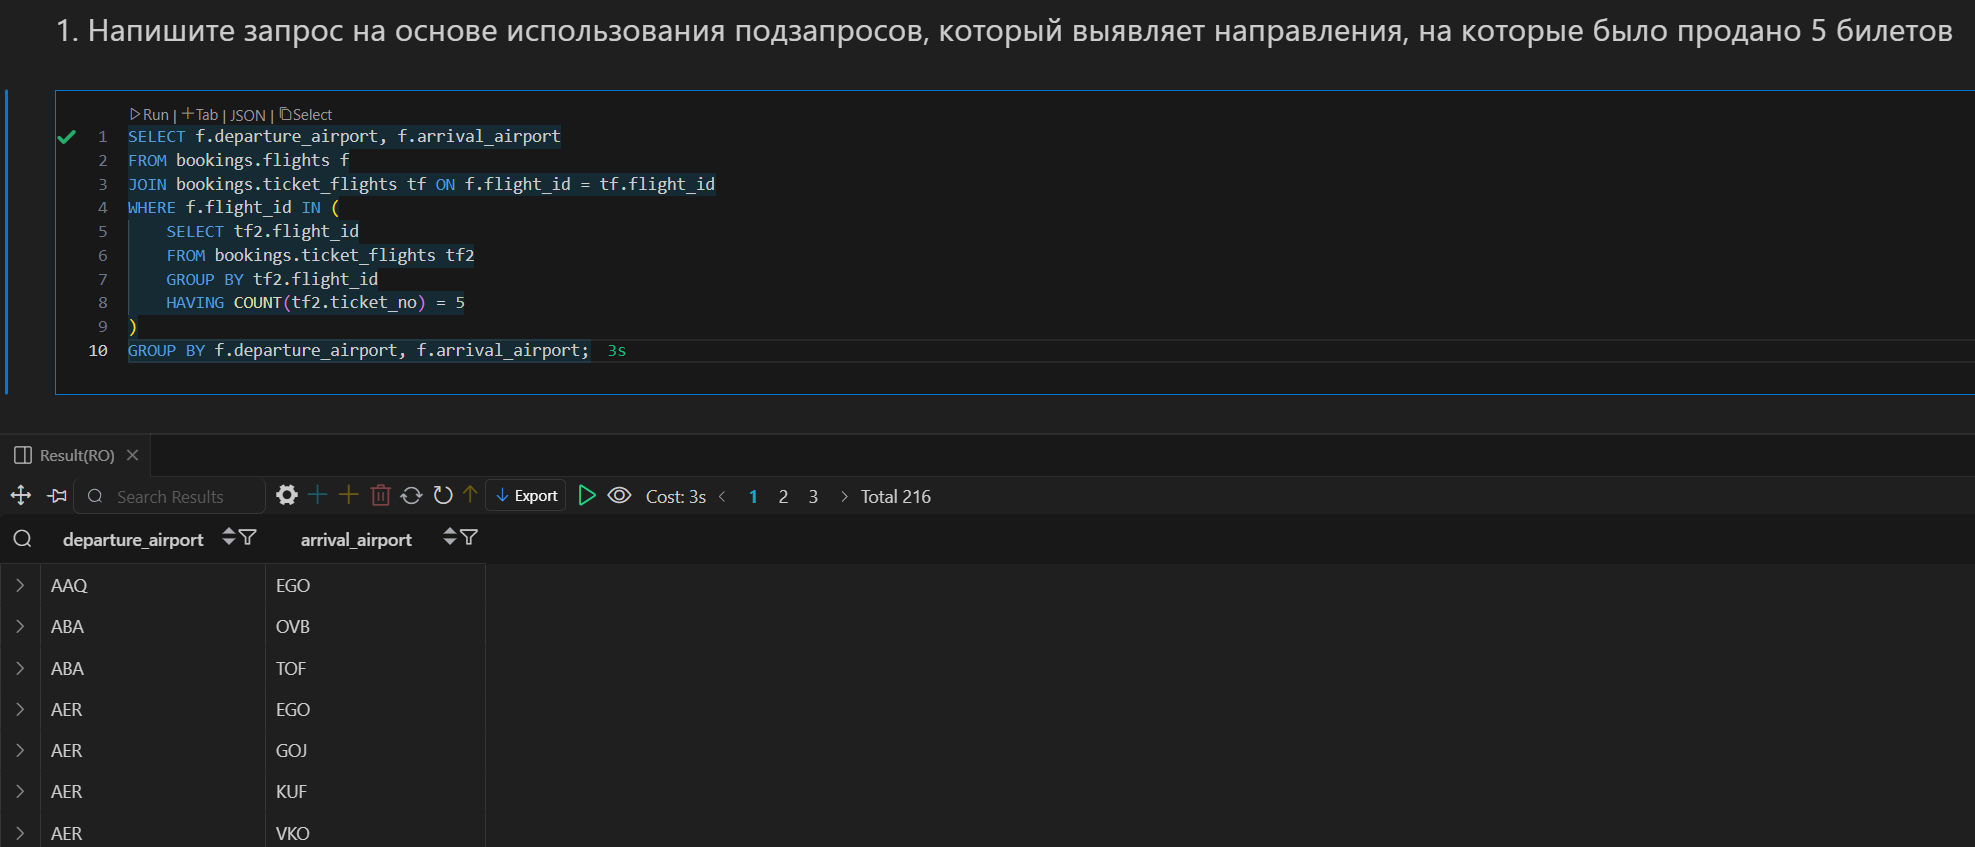 1. Напишите запрос на основе использования подзапросов, который выявляет направления, на которые было продано 5 билетов
Run | Tab | JSON | Select
1 SELECT f.departure_airport, f.arrival_airport
2 FROM bookings.flights f
3 JOIN bookings.ticket_flights tf ON f.flight_id = tf.flight_id
4 WHERE f.flight_id IN (
5 SELECT tf2.flight_id
6 FROM bookings.ticket_flights tf2
7 GROUP BY tf2.flight_id
8 HAVING COUNT(tf2.ticket_no) = 5
9 )
10 GROUP BY f.departure_airport, f.arrival_airport; 3s
Result(RO)
Search Results Export Cost: 3s 1 2 3 Total 216
departure_airport arrival_airport
AAQ EGO
ABA OVB
ABA TOF
AER EGO
AER GOJ
AER KUF
AER VKO